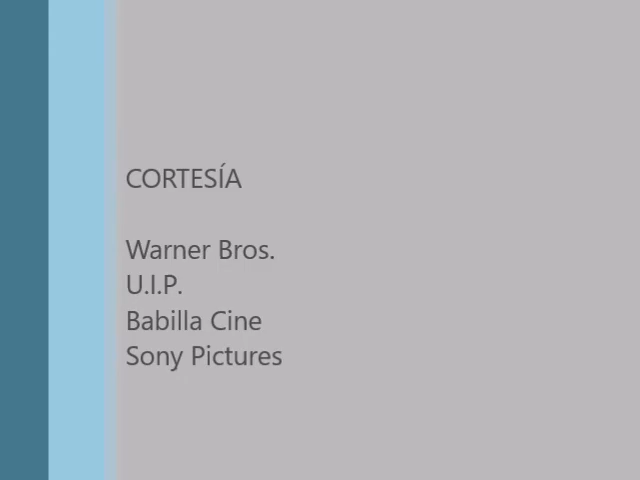 CORTESÍA
Warner Bros.
U.I.P.
Babilla Cine
Sony Pictures